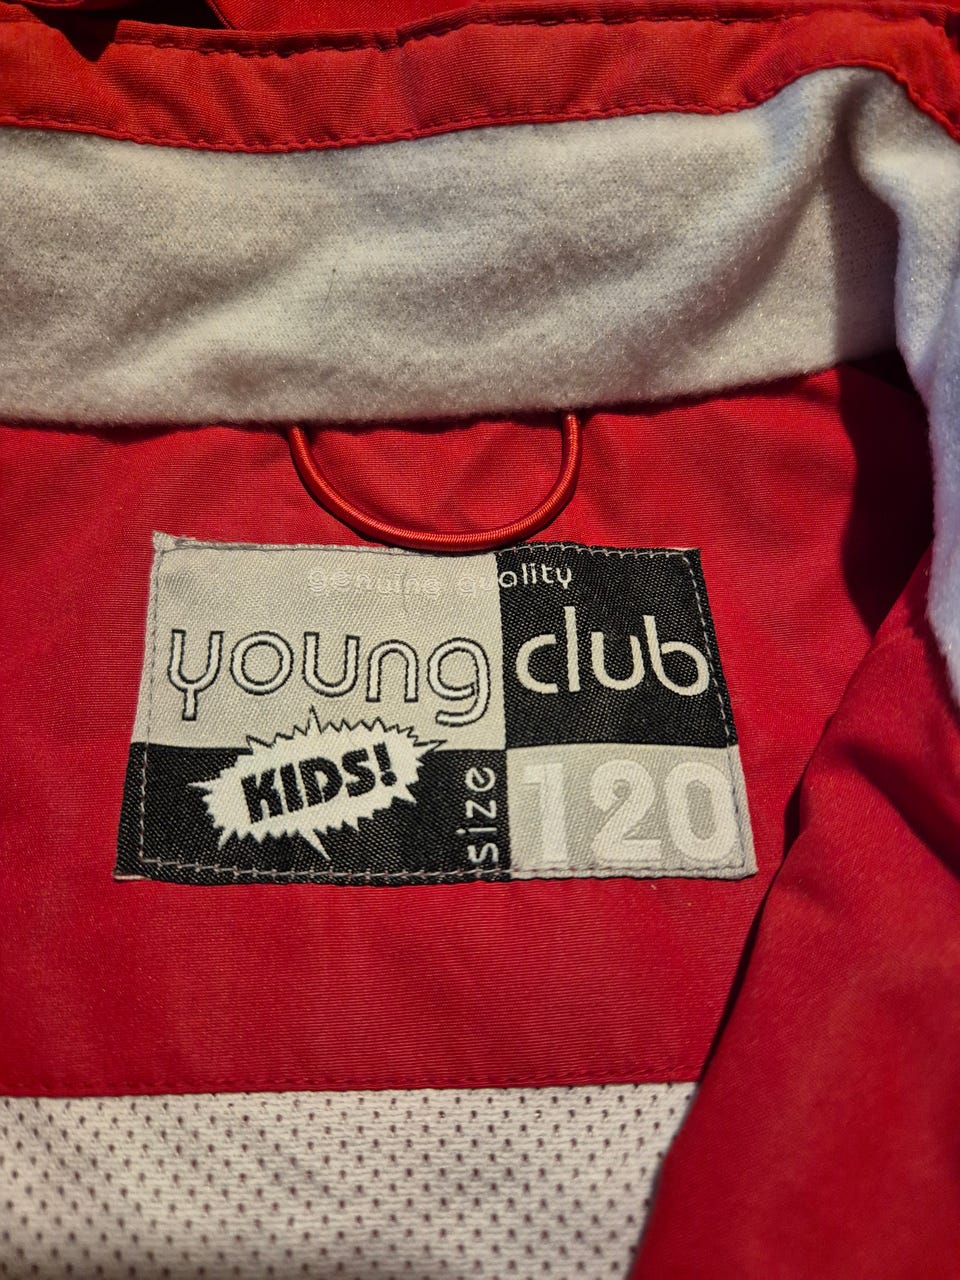 genuine quality
young club
KIDS!
size 120